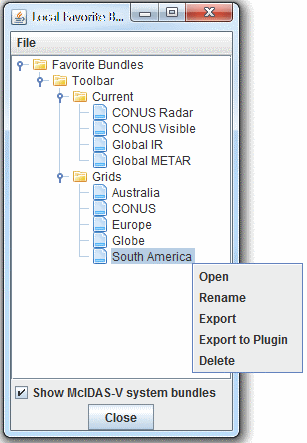 Local Favorite B...
File
Favorite Bundles
Toolbar
Current
CONUS Radar
CONUS Visible
Global IR
Global METAR
Grids
Australia
CONUS
Europe
Globe
South America
Open
Rename
Export
Export to Plugin
Delete
Show McIDAS-V system bundles
Close